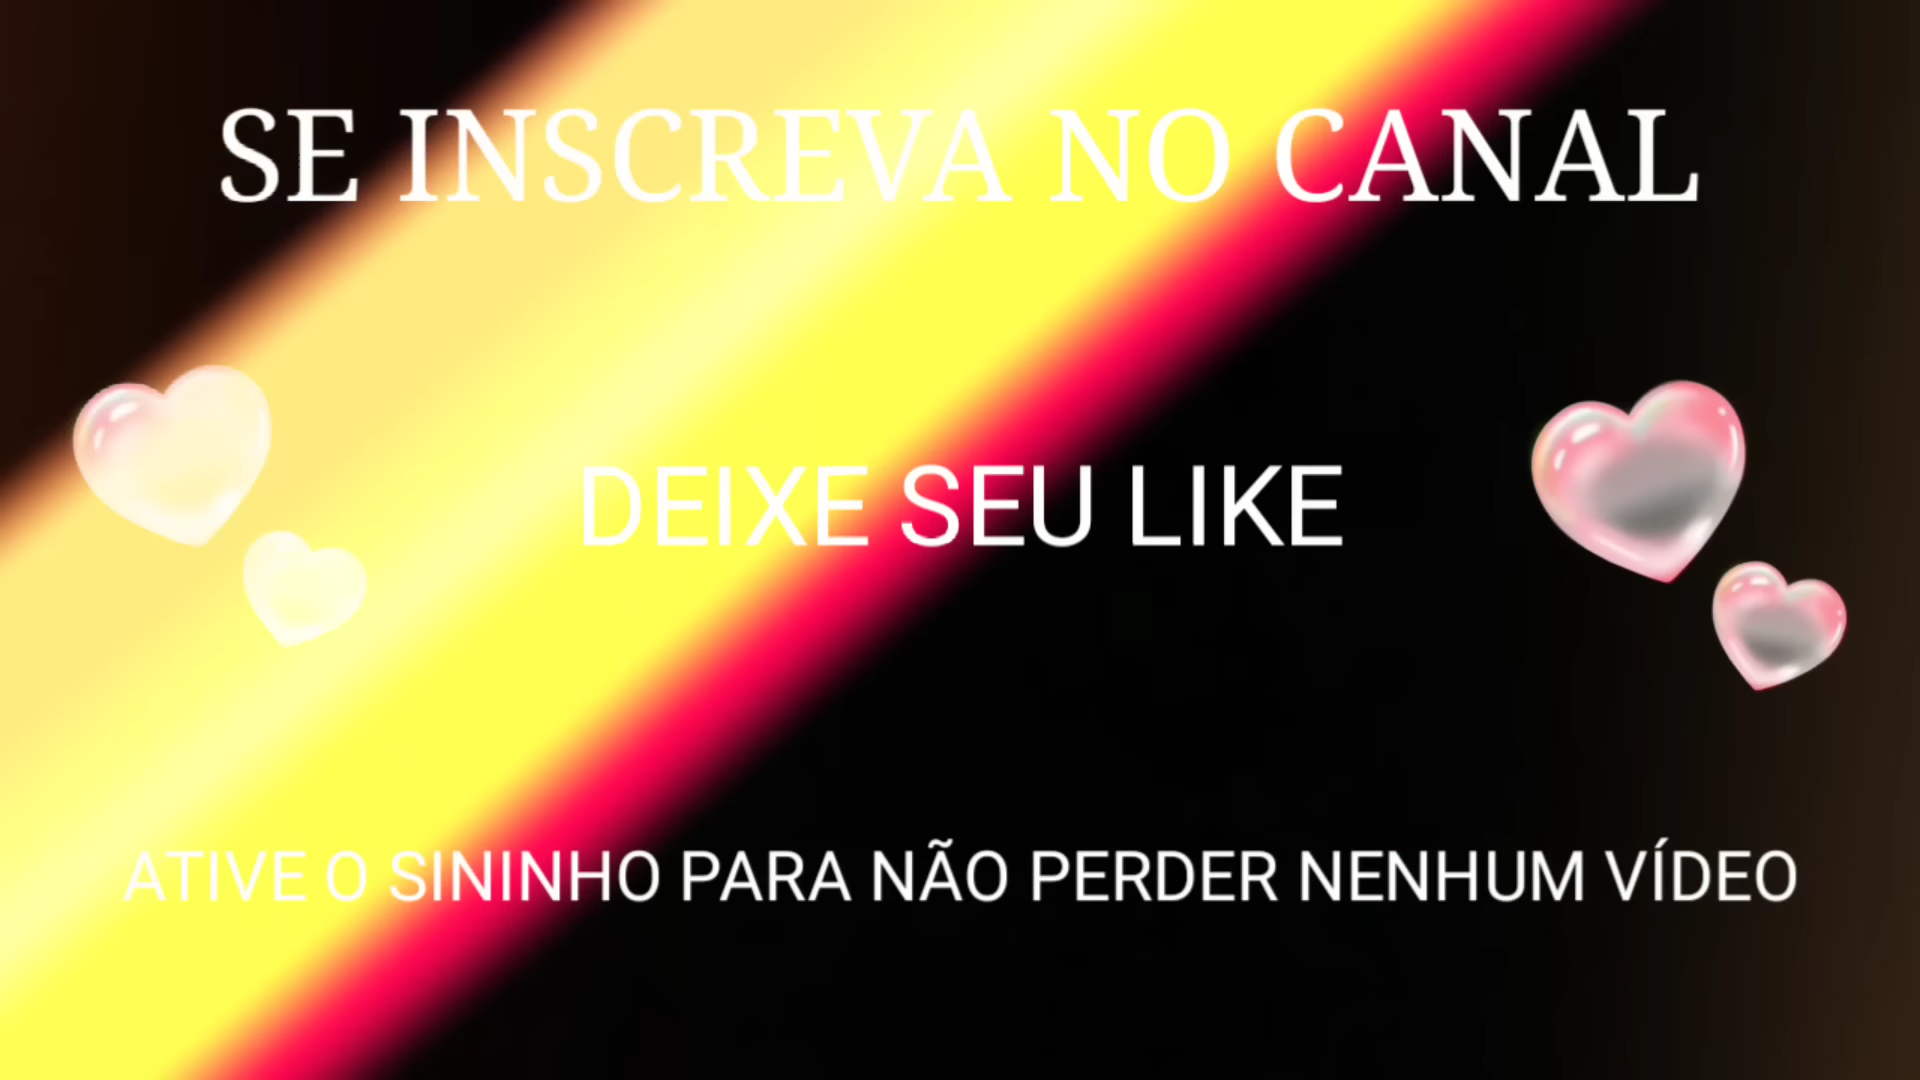 SE INSCREVA NO CANAL
DEIXE SEU LIKE
ATIVE O SININHO PARA NÃO PERDER NENHUM VÍDEO